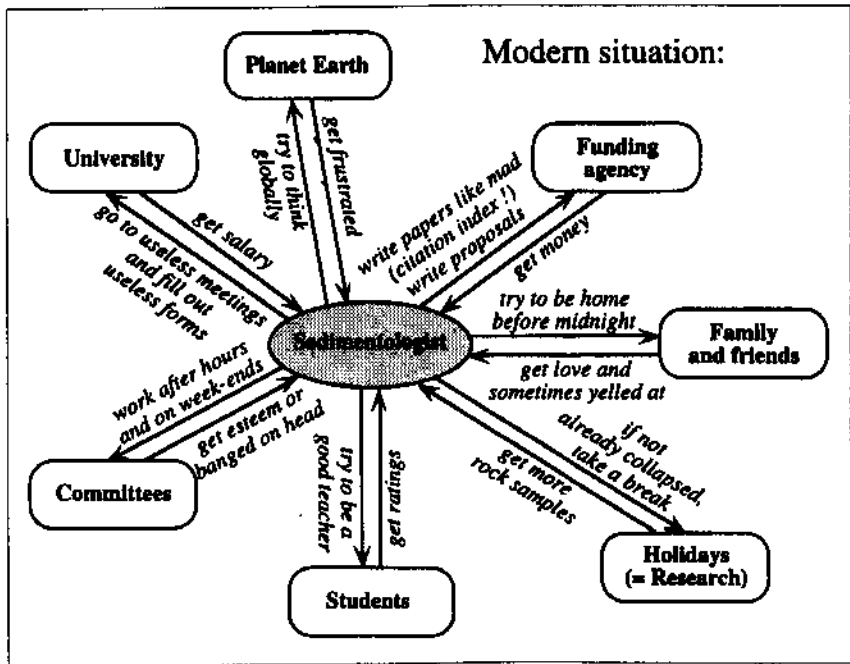 Modern situation:
Planet Earth
try to think
globally
get frustrated
University
get salary
go to useless meetings
and fill out
useless forms
Funding
agency
write papers like mad
(citation index !)
write proposals
get money
Sedimentologist
try to be home
before midnight
get love and
sometimes yelled at
Family
and friends
work after hours
and on week-ends
get esteem or
banged on head
Committees
try to be a
good teacher
get ratings
Students
if not
already collapsed,
take a break
get more
rock samples
Holidays
(= Research)